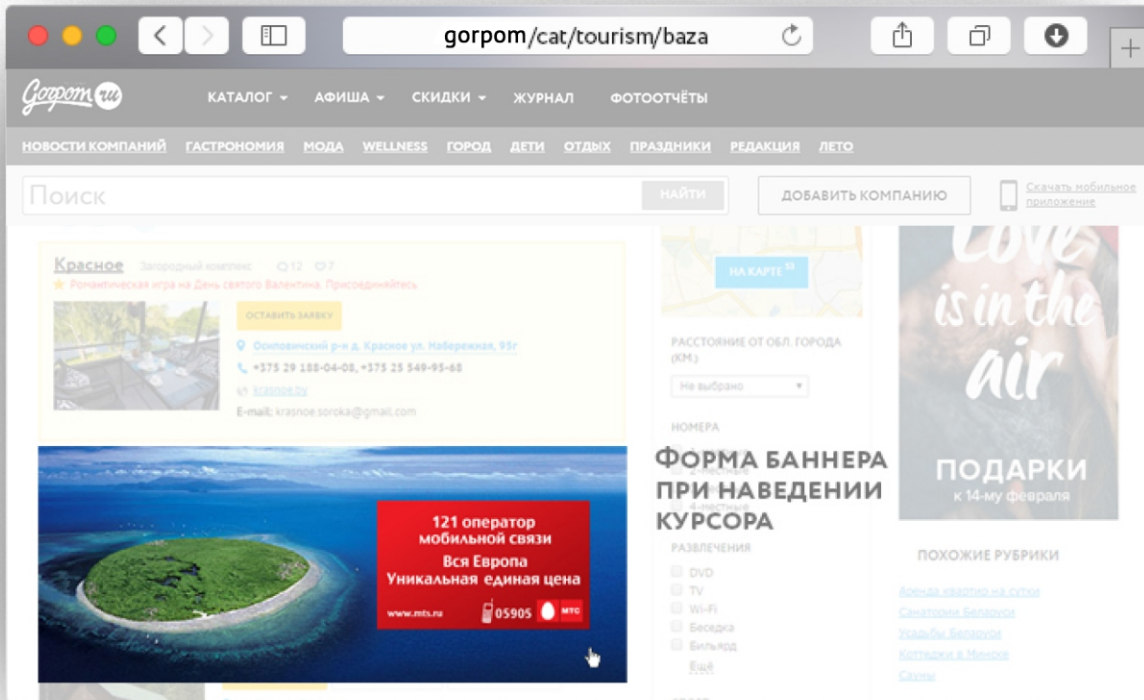 gorpom/cat/tourism/baza
Gorpom ru
КАТАЛОГ АФИША СКИДКИ ЖУРНАЛ ФОТООТЧЁТЫ
НОВОСТИ КОМПАНИЙ ГАСТРОНОМИЯ МОДА WELLNESS ГОРОД ДЕТИ ОТДЫХ ПРАЗДНИКИ РЕДАКЦИЯ ЛЕТО
Поиск НАЙТИ ДОБАВИТЬ КОМПАНИЮ
Скачать мобильное
приложение
Красное Загородный комплекс 12 7
Романтическая игра на День святого Валентина. Присоединяйтесь
ОСТАВИТЬ ЗАЯВКУ
Осиповичский р-н д. Красное ул. Набережная, 95г
+375 29 188-04-08, +375 25 549-95-68
krasnoe.by
E-mail: krasnoe.soroka@gmail.com
121 оператор
мобильной связи
Вся Европа
Уникальная единая цена
www.mts.ru 05905 МТС
НА КАРТЕ
РАССТОЯНИЕ ОТ ОБЛ. ГОРОДА
(КМ.)
Не выбрано
НОМЕРА
ФОРМА БАННЕРА
ПРИ НАВЕДЕНИИ
КУРСОРА
2-местные
4-местные
РАЗВЛЕЧЕНИЯ
DVD
TV
Wi-Fi
Беседка
Бильярд
Ещё
Love
is in the
air
ПОДАРКИ
к 14-му февраля
ПОХОЖИЕ РУБРИКИ
Аренда квартир на сутки
Санатории Беларуси
Усадьбы Беларуси
Коттеджи в Минске
Сауны